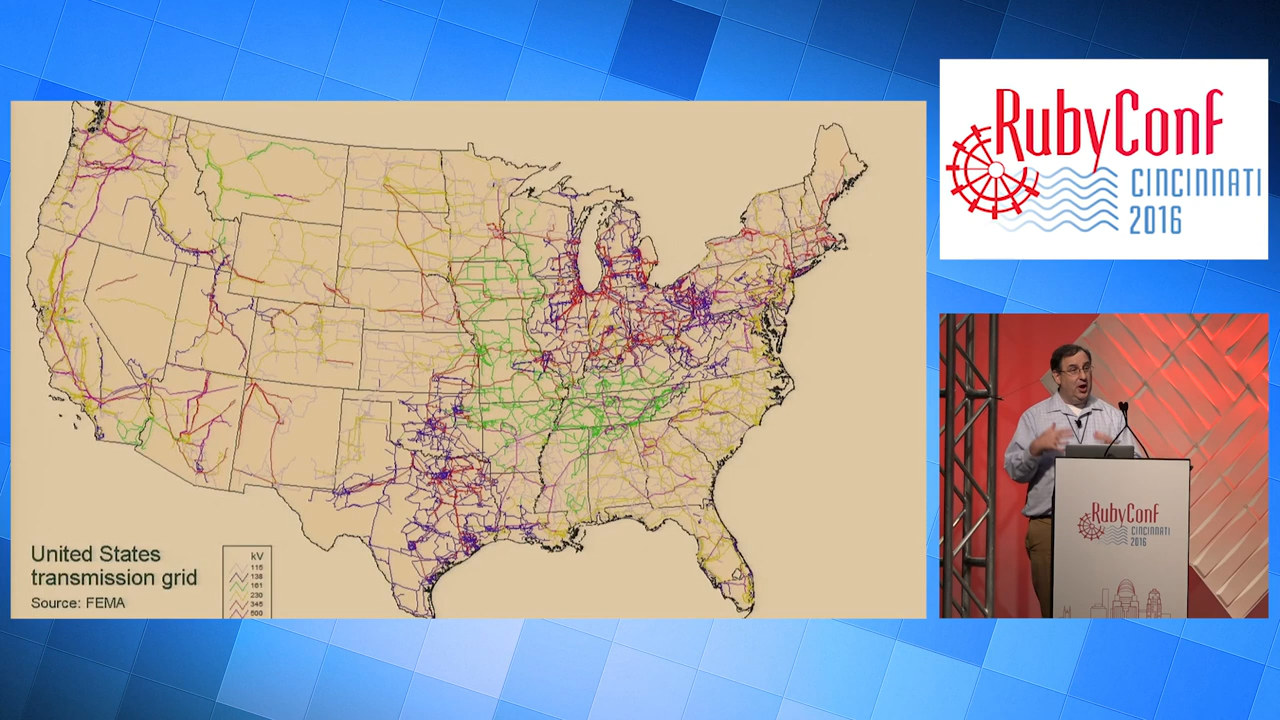 United States
transmission grid
Source: FEMA
kV
115
138
161
230
345
500
RubyConf
CINCINNATI
2016
RubyConf
CINCINNATI
2016